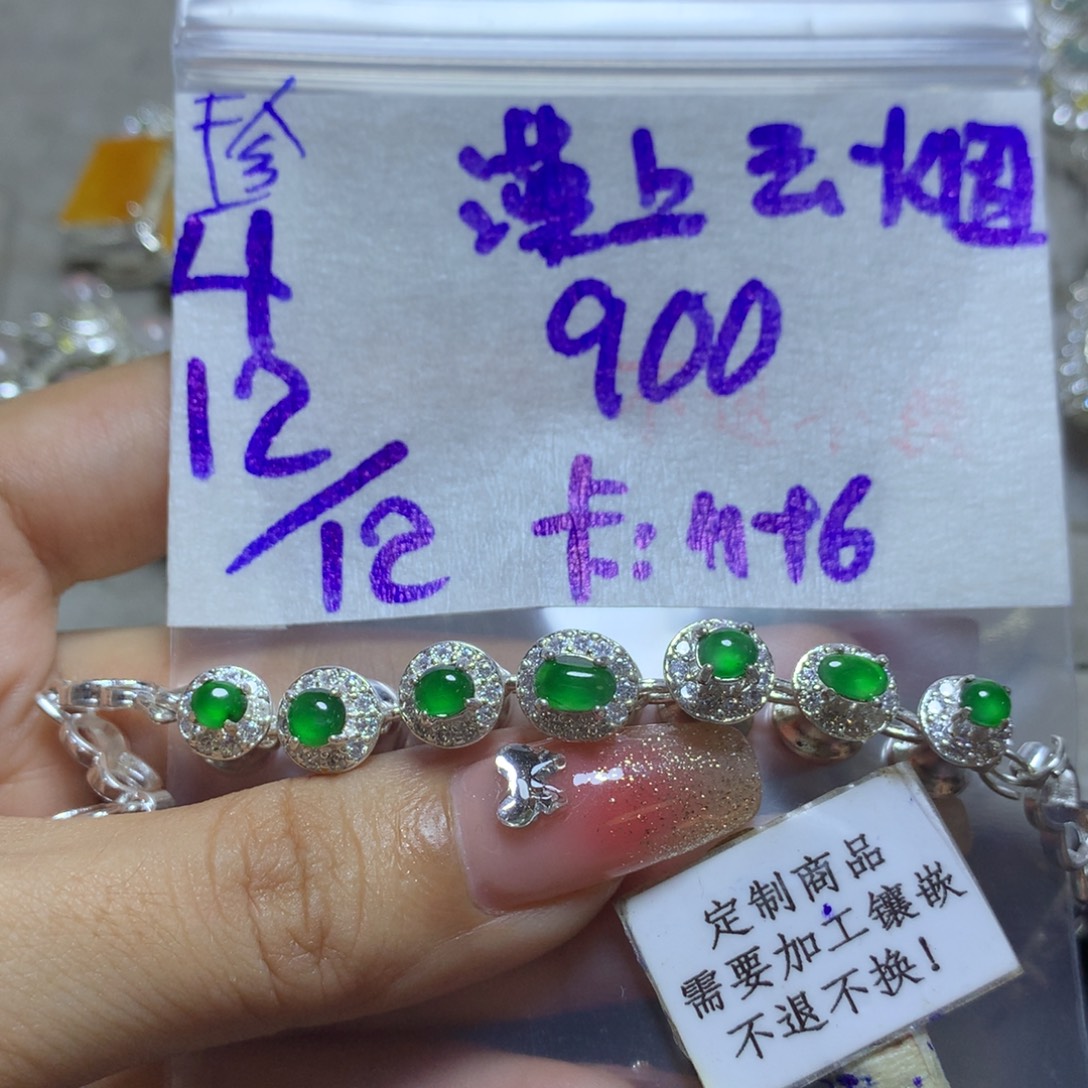 珍
4
12/12
上云烟
900
卡:
定制商品
需要加工镶嵌
不退不换!